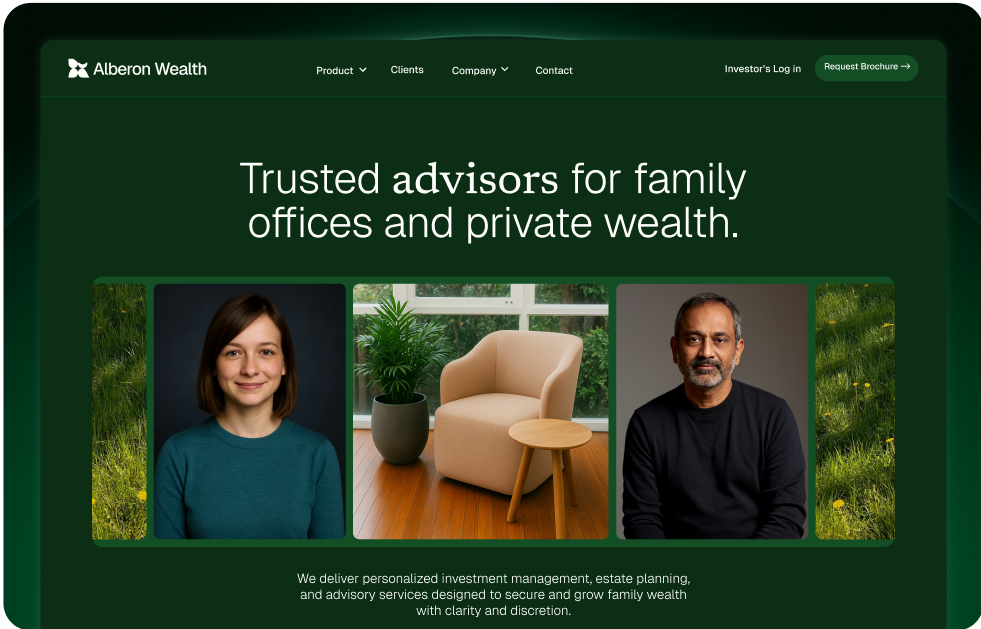 Alberon Wealth
Product
Clients
Company
Contact
Investor's Log in
Request Brochure →
Trusted advisors for family
offices and private wealth.
We deliver personalized investment management, estate planning,
and advisory services designed to secure and grow family wealth
with clarity and discretion.